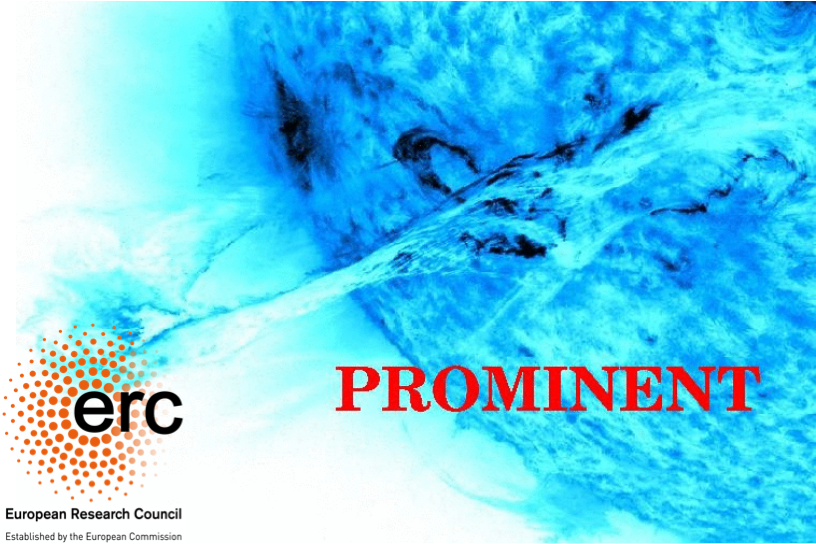 PROMINENT
erc
European Research Council
Established by the European Commission